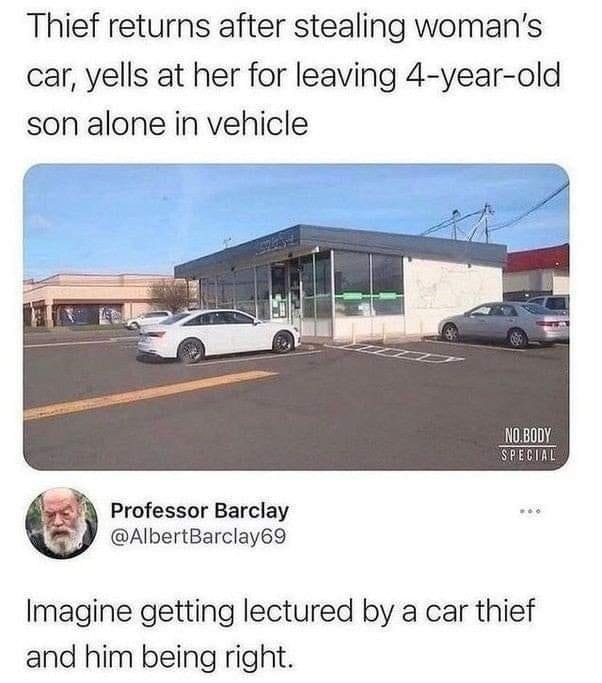 Thief returns after stealing woman's
car, yells at her for leaving 4-year-old
son alone in vehicle
NO.BODY
SPECIAL
Professor Barclay
@AlbertBarclay69
Imagine getting lectured by a car thief
and him being right.